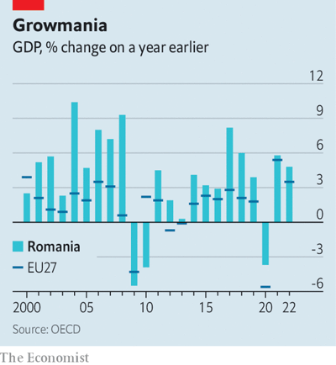 Growmania
GDP, % change on a year earlier
12
9
6
3
0
-3
-6
Romania
EU27
2000 05 10 15 20 22
Source: OECD
The Economist